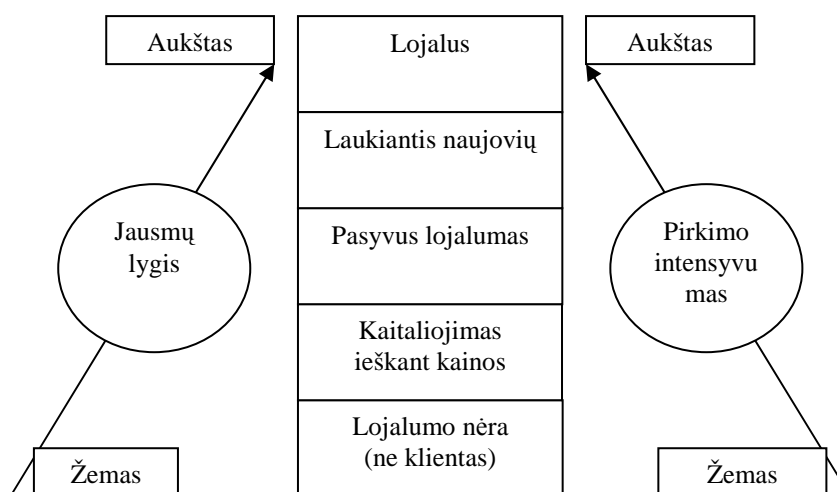 Aukštas
Lojalus
Aukštas
Laukiantis naujovių
Jausmų
lygis
Pasyvus lojalumas
Pirkimo
intensyvu
mas
Kaitaliojimas
ieškant kainos
Lojalumo nėra
(ne klientas)
Žemas
Žemas